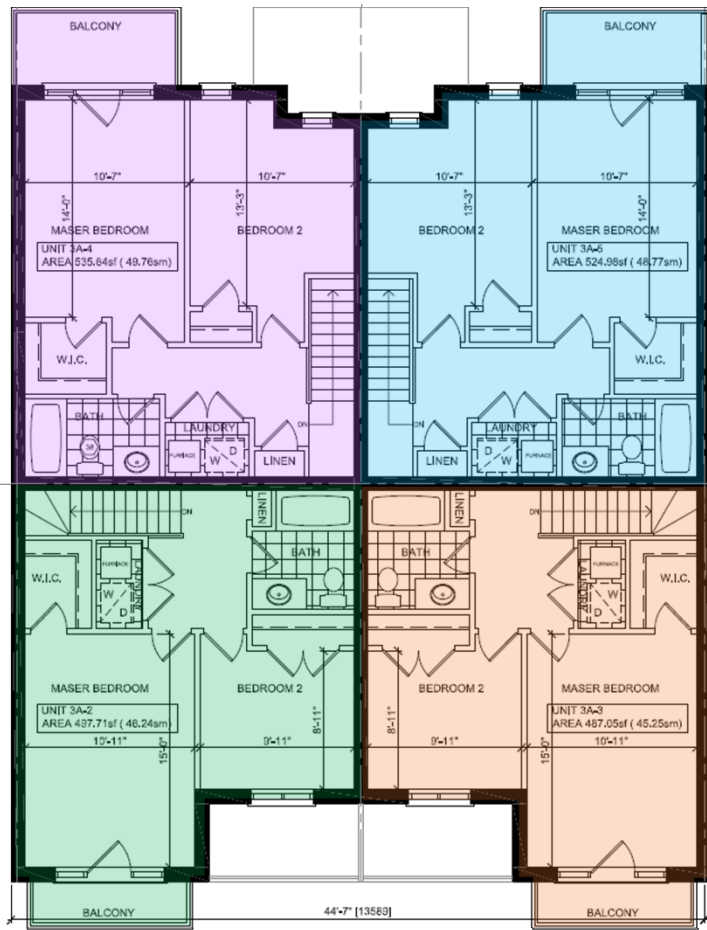 BALCONY
BALCONY
10'-7"
10'-7"
10'-7"
10'-7"
14'-0"
13'-3"
13'-3"
14'-0"
MASER BEDROOM
BEDROOM 2
BEDROOM 2
MASER BEDROOM
UNIT 3A-4
AREA 535.64sf ( 49.76sm)
UNIT 3A-5
AREA 524.98sf ( 48.77sm)
W.I.C.
W.I.C.
BATH
DN
LAUNDRY
FURNACE
W
D
LINEN
DN
LAUNDRY
BATH
LINEN
D
W
FURNACE
DN
LINEN
BATH
BATH
LINEN
DN
W.I.C.
FURNACE
LAUNDRY
W
D
FURNACE
LAUNDRY
W
D
W.I.C.
MASER BEDROOM
BEDROOM 2
BEDROOM 2
MASER BEDROOM
UNIT 3A-2
AREA 497.71sf ( 46.24sm)
UNIT 3A-3
AREA 487.05sf ( 45.25sm)
10'-11"
15'-0"
9'-11"
8'-11"
8'-11"
9'-11"
15'-0"
10'-11"
BALCONY
44'-7" [13589]
BALCONY